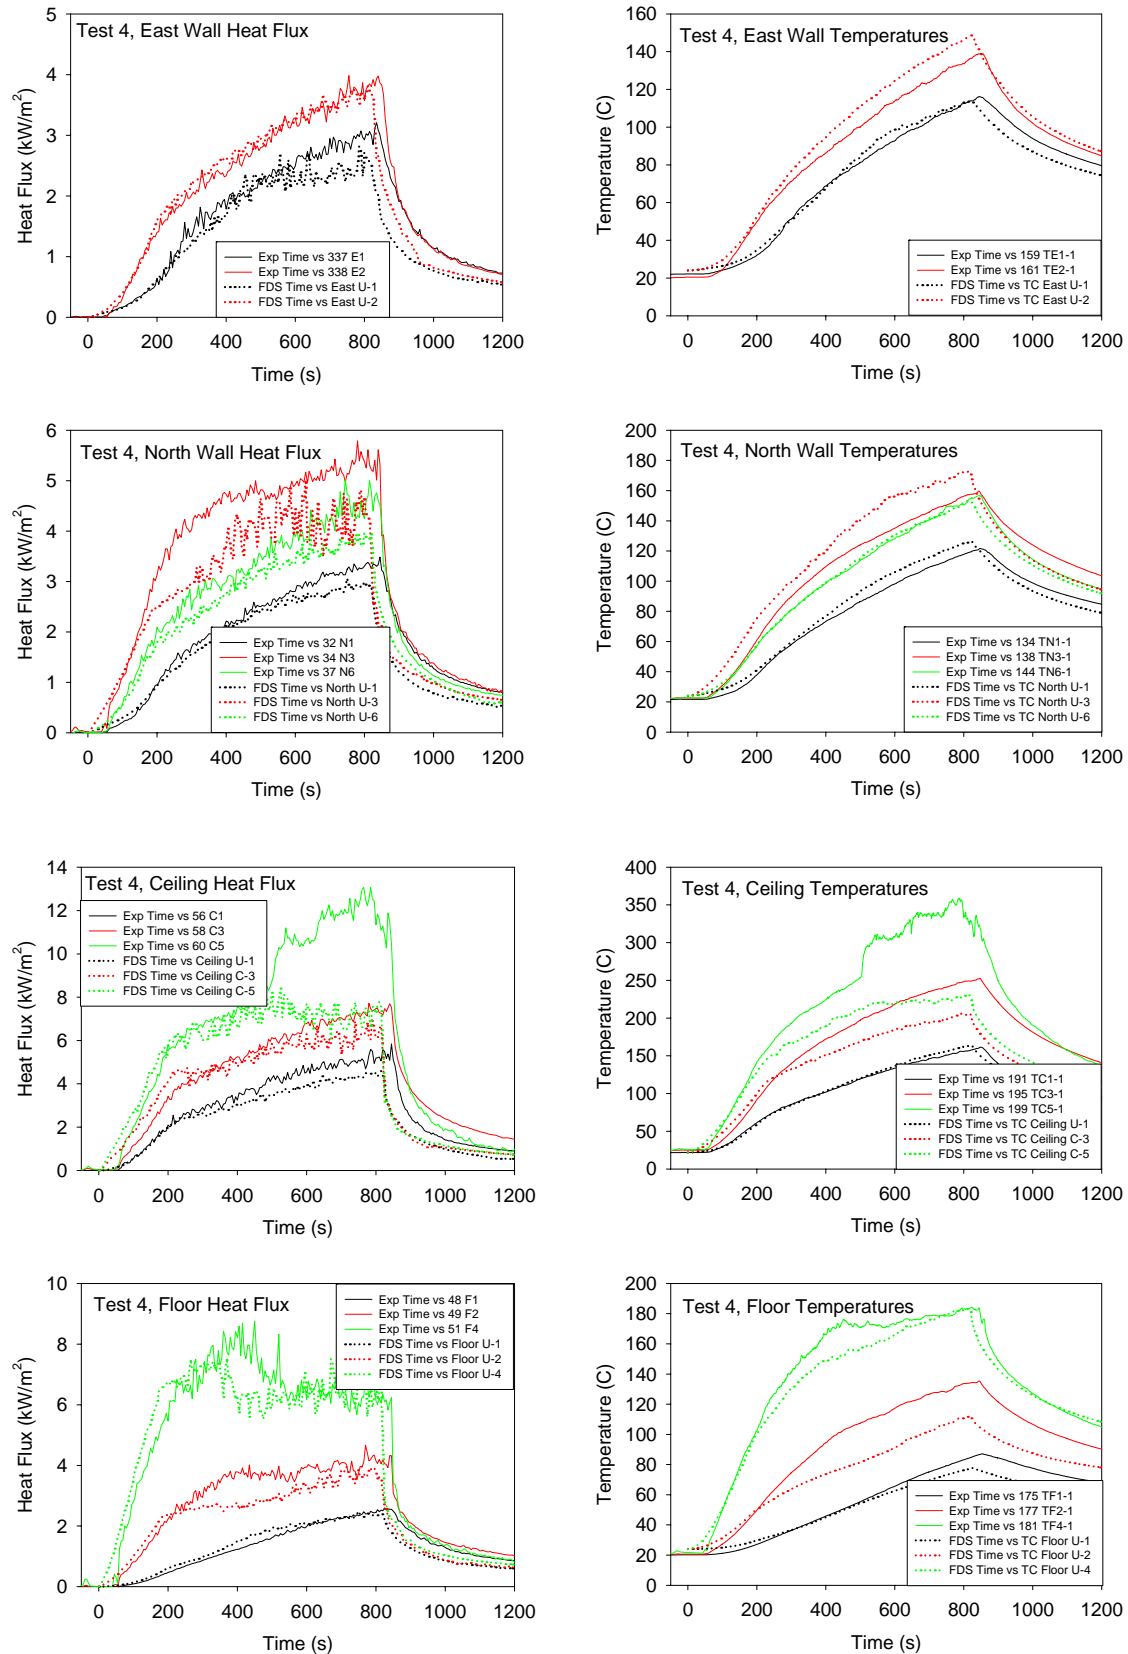 Test 4, East Wall Heat Flux
Heat Flux (kW/m²)
5
4
3
2
1
0
Exp Time vs 337 E1
Exp Time vs 338 E2
FDS Time vs East U-1
FDS Time vs East U-2
0 200 400 600 800 1000 1200
Time (s)
Test 4, East Wall Temperatures
Temperature (C)
160
140
120
100
80
60
40
20
0
Exp Time vs 159 TE1-1
Exp Time vs 161 TE2-1
FDS Time vs TC East U-1
FDS Time vs TC East U-2
0 200 400 600 800 1000 1200
Time (s)
Test 4, North Wall Heat Flux
Heat Flux (kW/m²)
6
5
4
3
2
1
0
Exp Time vs 32 N1
Exp Time vs 34 N3
Exp Time vs 37 N6
FDS Time vs North U-1
FDS Time vs North U-3
FDS Time vs North U-6
0 200 400 600 800 1000 1200
Time (s)
Test 4, North Wall Temperatures
Temperature (C)
200
180
160
140
120
100
80
60
40
20
0
Exp Time vs 134 TN1-1
Exp Time vs 138 TN3-1
Exp Time vs 144 TN6-1
FDS Time vs TC North U-1
FDS Time vs TC North U-3
FDS Time vs TC North U-6
0 200 400 600 800 1000 1200
Time (s)
Test 4, Ceiling Heat Flux
Heat Flux (kW/m²)
14
12
10
8
6
4
2
0
Exp Time vs 56 C1
Exp Time vs 58 C3
Exp Time vs 60 C5
FDS Time vs Ceiling U-1
FDS Time vs Ceiling C-3
FDS Time vs Ceiling C-5
0 200 400 600 800 1000 1200
Time (s)
Test 4, Ceiling Temperatures
Temperature (C)
400
350
300
250
200
150
100
50
0
Exp Time vs 191 TC1-1
Exp Time vs 195 TC3-1
Exp Time vs 199 TC5-1
FDS Time vs TC Ceiling U-1
FDS Time vs TC Ceiling C-3
FDS Time vs TC Ceiling C-5
0 200 400 600 800 1000 1200
Time (s)
Test 4, Floor Heat Flux
Heat Flux (kW/m²)
10
8
6
4
2
0
Exp Time vs 48 F1
Exp Time vs 49 F2
Exp Time vs 51 F4
FDS Time vs Floor U-1
FDS Time vs Floor U-2
FDS Time vs Floor U-4
0 200 400 600 800 1000 1200
Time (s)
Test 4, Floor Temperatures
Temperature (C)
200
180
160
140
120
100
80
60
40
20
0
Exp Time vs 175 TF1-1
Exp Time vs 177 TF2-1
Exp Time vs 181 TF4-1
FDS Time vs TC Floor U-1
FDS Time vs TC Floor U-2
FDS Time vs TC Floor U-4
0 200 400 600 800 1000 1200
Time (s)